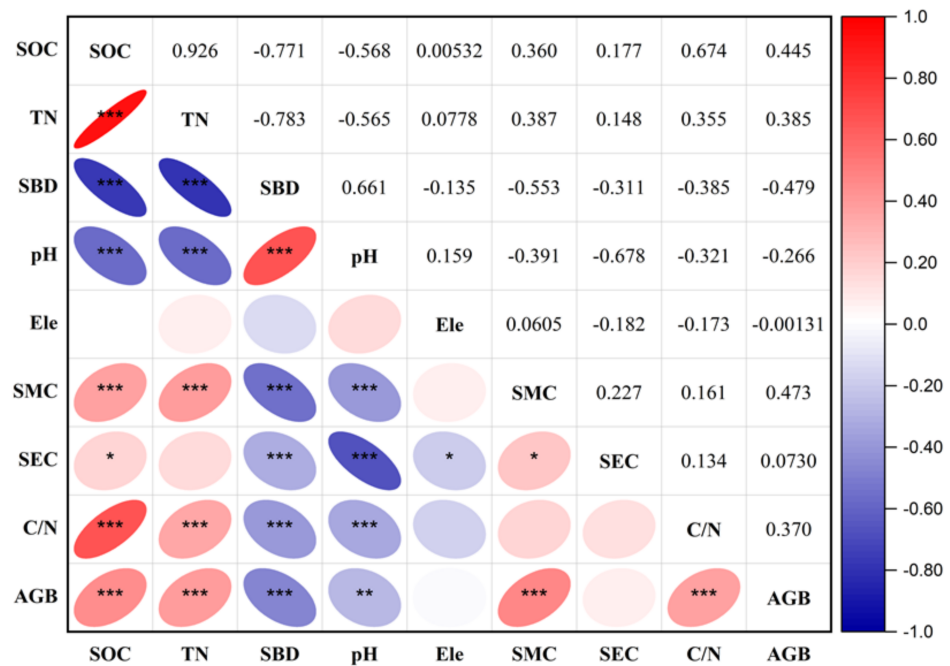 SOC SOC 0.926 -0.771 -0.568 0.00532 0.360 0.177 0.674 0.445
TN *** TN -0.783 -0.565 0.0778 0.387 0.148 0.355 0.385
SBD *** *** SBD 0.661 -0.135 -0.553 -0.311 -0.385 -0.479
pH *** *** *** pH 0.159 -0.391 -0.678 -0.321 -0.266
Ele Ele 0.0605 -0.182 -0.173 -0.00131
SMC *** *** *** *** SMC 0.227 0.161 0.473
SEC * *** *** * * SEC 0.134 0.0730
C/N *** *** *** *** C/N 0.370
AGB *** *** *** ** *** *** AGB
SOC TN SBD pH Ele SMC SEC C/N AGB
1.0
0.80
0.60
0.40
0.20
0.0
-0.20
-0.40
-0.60
-0.80
-1.0